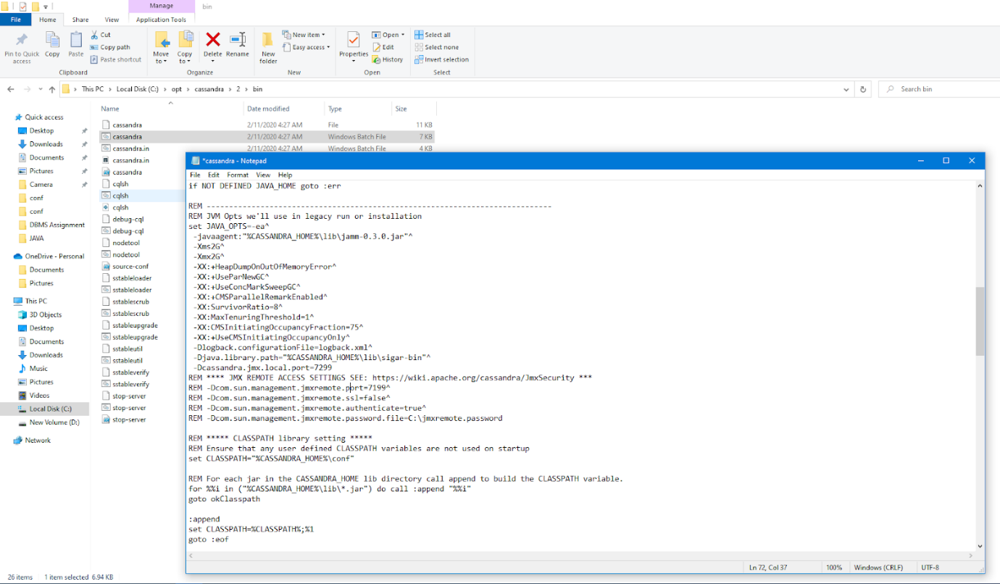 Manage
bin
File
Home
Share
View
Application Tools
Pin to Quick access
Copy
Paste
Cut
Copy path
Paste shortcut
Clipboard
Move to
Copy to
Delete
Rename
Organize
New folder
New item
Easy access
New
Properties
Open
Edit
History
Open
Select all
Select none
Invert selection
Select
This PC > Local Disk (C:) > opt > cassandra > 2 > bin
Search bin
Name
Date modified
Type
Size
Quick access
Desktop
Downloads
Documents
Pictures
Camera
conf
conf
DBMS Assignment
JAVA
OneDrive - Personal
Documents
Pictures
This PC
3D Objects
Desktop
Documents
Downloads
Music
Pictures
Videos
Local Disk (C:)
New Volume (D:)
Network
cassandra 2/11/2020 4:27 AM File 11 KB
cassandra 2/11/2020 4:27 AM Windows Batch File 7 KB
cassandra.in 2/11/2020 4:27 AM Windows Batch File 4 KB
cassandra.in
cassandra
cqlsh
cqlsh
cqlsh
debug-cql
debug-cql
nodetool
nodetool
source-conf
sstableloader
sstableloader
sstablescrub
sstablescrub
sstableupgrade
sstableupgrade
sstableutil
sstableutil
sstableverify
sstableverify
stop-server
stop-server
stop-server
*cassandra - Notepad
File Edit Format View Help
if NOT DEFINED JAVA_HOME goto :err
REM -----------------------------------------------------------------------------
REM JVM Opts we'll use in legacy run or installation
set JAVA_OPTS=-ea^
-javaagent:"%CASSANDRA_HOME%\lib\jamm-0.3.0.jar"^
-Xms2G^
-Xmx2G^
-XX:+HeapDumpOnOutOfMemoryError^
-XX:+UseParNewGC^
-XX:+UseConcMarkSweepGC^
-XX:+CMSParallelRemarkEnabled^
-XX:SurvivorRatio=8^
-XX:MaxTenuringThreshold=1^
-XX:CMSInitiatingOccupancyFraction=75^
-XX:+UseCMSInitiatingOccupancyOnly^
-Dlogback.configurationFile=logback.xml^
-Djava.library.path="%CASSANDRA_HOME%\lib\sigar-bin"^
-Dcassandra.jmx.local.port=7299
REM **** JMX REMOTE ACCESS SETTINGS SEE: https://wiki.apache.org/cassandra/JmxSecurity ***
REM -Dcom.sun.management.jmxremote.port=7199^
REM -Dcom.sun.management.jmxremote.ssl=false^
REM -Dcom.sun.management.jmxremote.authenticate=true^
REM -Dcom.sun.management.jmxremote.password.file=C:\jmxremote.password
REM ***** CLASSPATH library setting *****
REM Ensure that any user defined CLASSPATH variables are not used on startup
set CLASSPATH="%CASSANDRA_HOME%\conf"
REM For each jar in the CASSANDRA_HOME lib directory call append to build the CLASSPATH variable.
for %%i in ("%CASSANDRA_HOME%\lib\*.jar") do call :append "%%i"
goto okClasspath
:append
set CLASSPATH=%CLASSPATH%;%1
goto :eof
Ln 72, Col 37
100%
Windows (CRLF)
UTF-8
26 items
1 item selected 6.94 KB